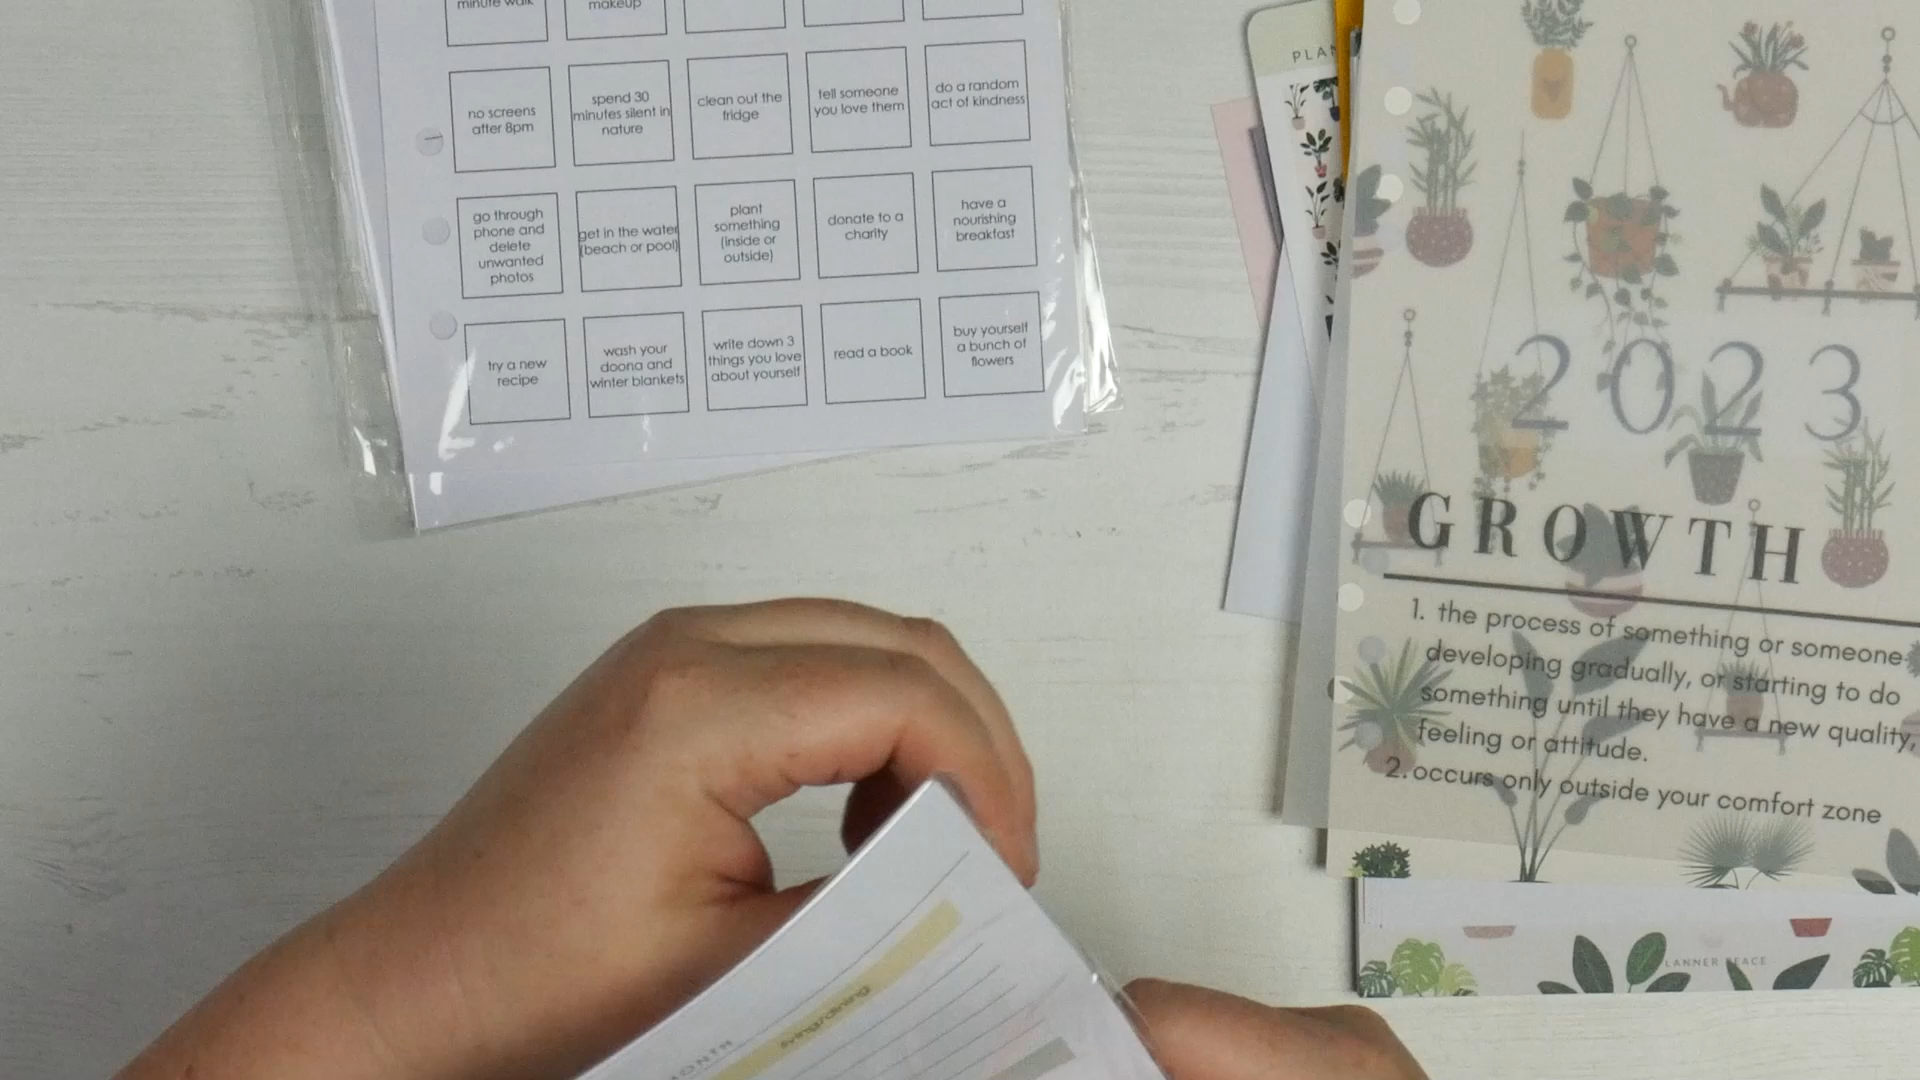 minute walk
makeup
no screens
after 8pm
spend 30
minutes silent in
nature
clean out the
fridge
tell someone
you love them
do a random
act of kindness
go through
phone and
delete
unwanted
photos
get in the water
(beach or pool)
plant
something
(inside or
outside)
donate to a
charity
have a
nourishing
breakfast
try a new
recipe
wash your
doona and
winter blankets
write down 3
things you love
about yourself
read a book
buy yourself
a bunch of
flowers
2023
GROWTH
1. the process of something or someone
developing gradually, or starting to do
something until they have a new quality,
feeling or attitude.
2. occurs only outside your comfort zone
living/dining